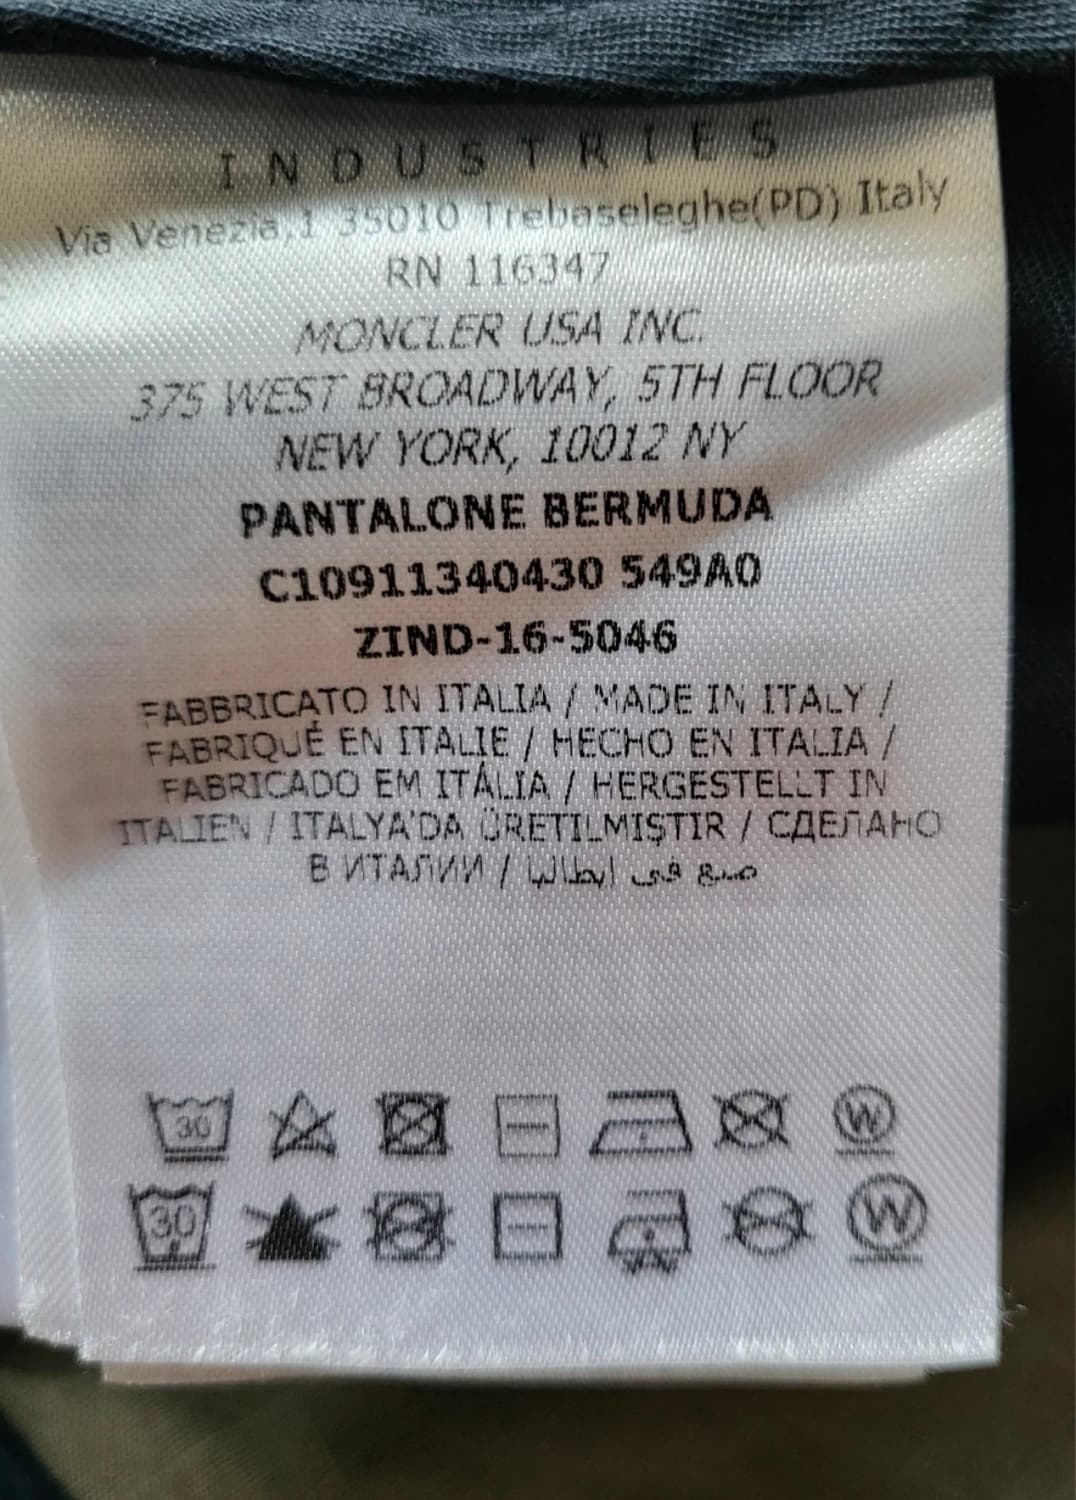 INDUSTRIES
Via Venezia,1 35010 Trebaseleghe(PD) Italy
RN 116347
MONCLER USA INC.
375 WEST BROADWAY, 5TH FLOOR
NEW YORK, 10012 NY
PANTALONE BERMUDA
C10911340430 549A0
ZIND-16-5046
FABBRICATO IN ITALIA / MADE IN ITALY /
FABRIQUÉ EN ITALIE / HECHO EN ITALIA /
FABRICADO EM ITÁLIA / HERGESTELLT IN
ITALIEN / ITALYA'DA ÜRETILMIŞTIR / СДЕЛАНО
В ИТАЛИИ / صنع في ايطاليا
30 W
30 W